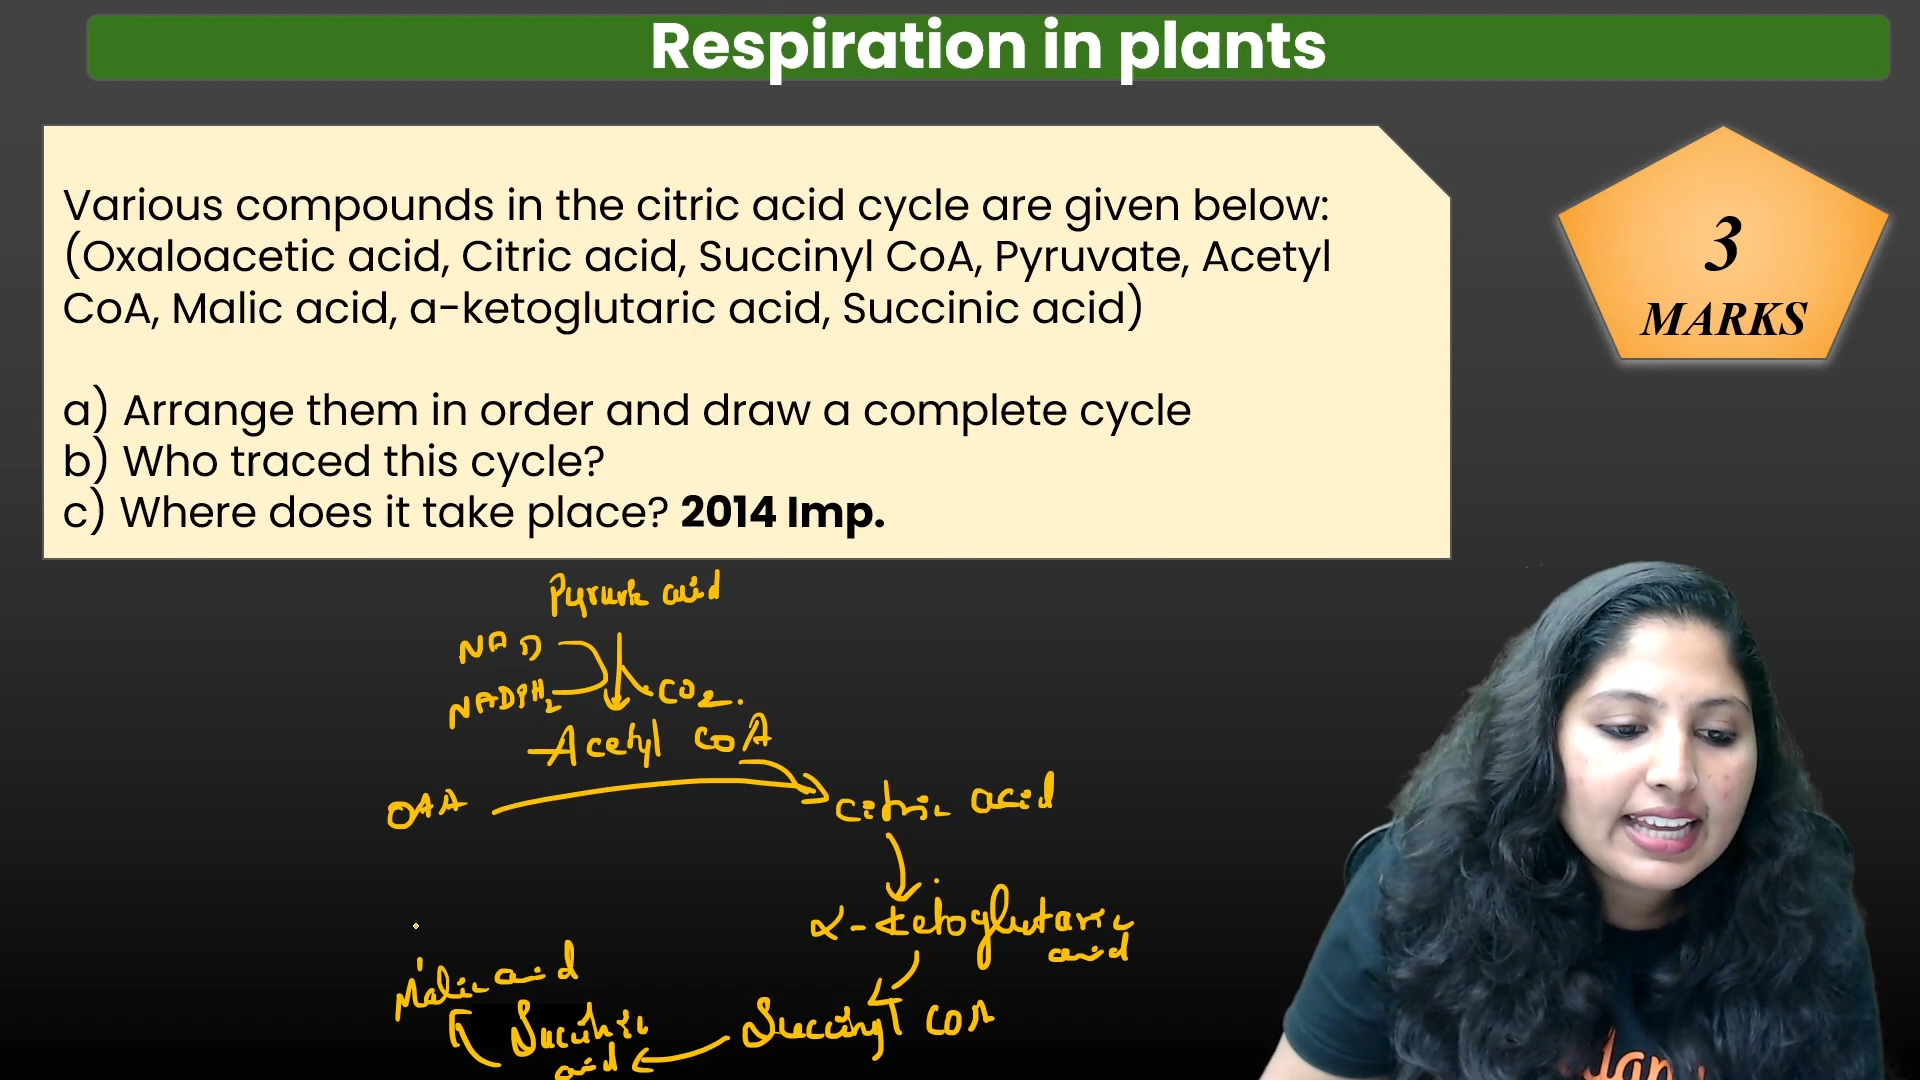 Respiration in plants
Various compounds in the citric acid cycle are given below:
(Oxaloacetic acid, Citric acid, Succinyl CoA, Pyruvate, Acetyl
CoA, Malic acid, a-ketoglutaric acid, Succinic acid)
a) Arrange them in order and draw a complete cycle
b) Who traced this cycle?
c) Where does it take place? 2014 Imp.
3
MARKS
Pyruvic acid
NAD
NADPH2
CO2.
Acetyl CoA
OAA
Citric acid
α-ketoglutaric
acid
Malic acid
Succinic
acid
Succinyl COA